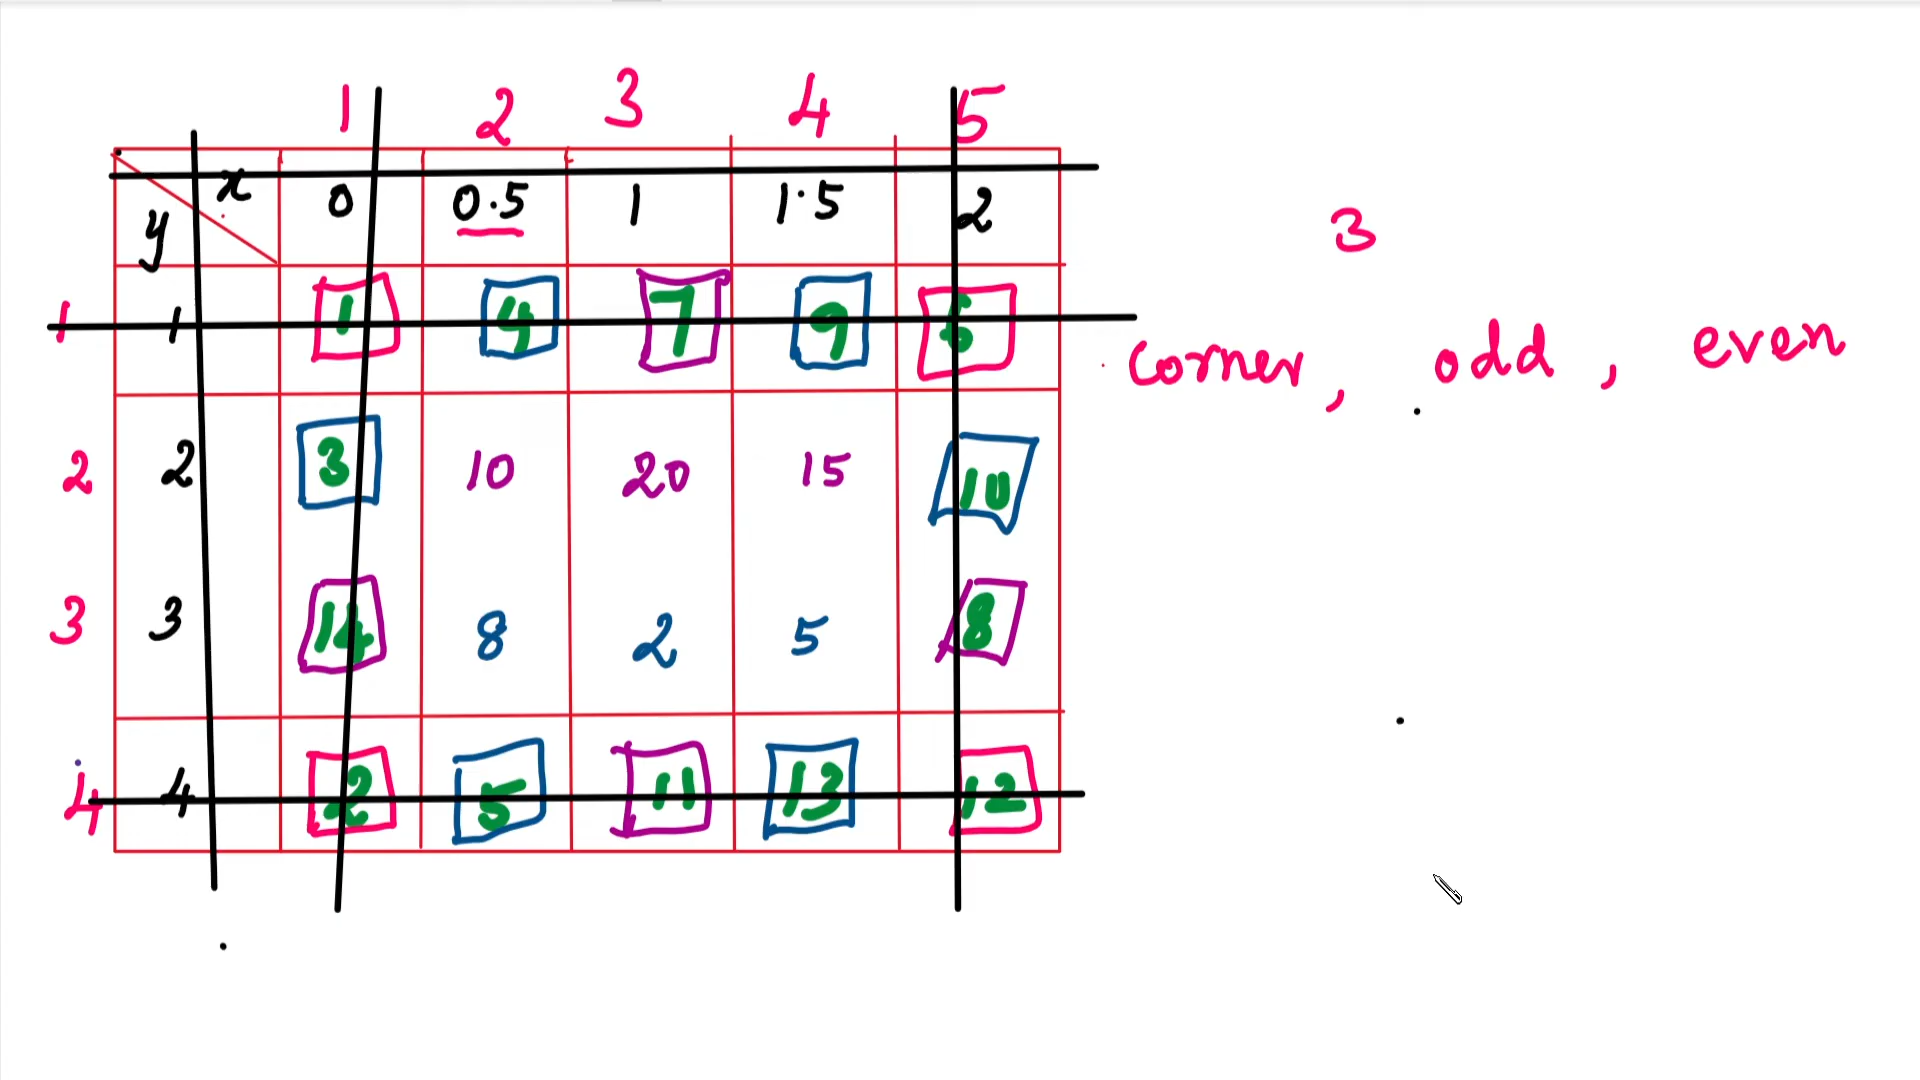 1 2 3 4 5
x 0 0.5 1 1.5 2
y
3
1 1 1 4 7 9 6
corner, odd, even
2 2 3 10 20 15 10
3 3 14 8 2 5 8
4 4 2 5 11 13 12